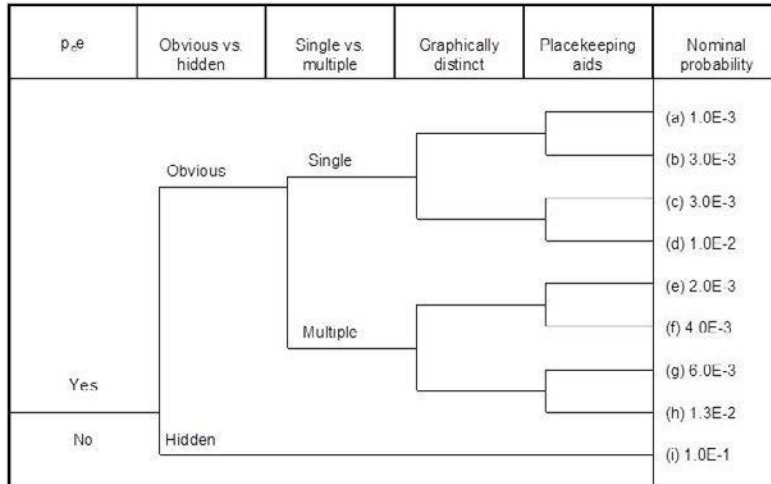 pce
Obvious vs.
hidden
Single vs.
multiple
Graphically
distinct
Placekeeping
aids
Nominal
probability
(a) 1.0E-3
(b) 3.0E-3
Single
Obvious
(c) 3.0E-3
(d) 1.0E-2
(e) 2.0E-3
(f) 4.0E-3
Multiple
(g) 6.0E-3
Yes
(h) 1.3E-2
No
Hidden
(i) 1.0E-1